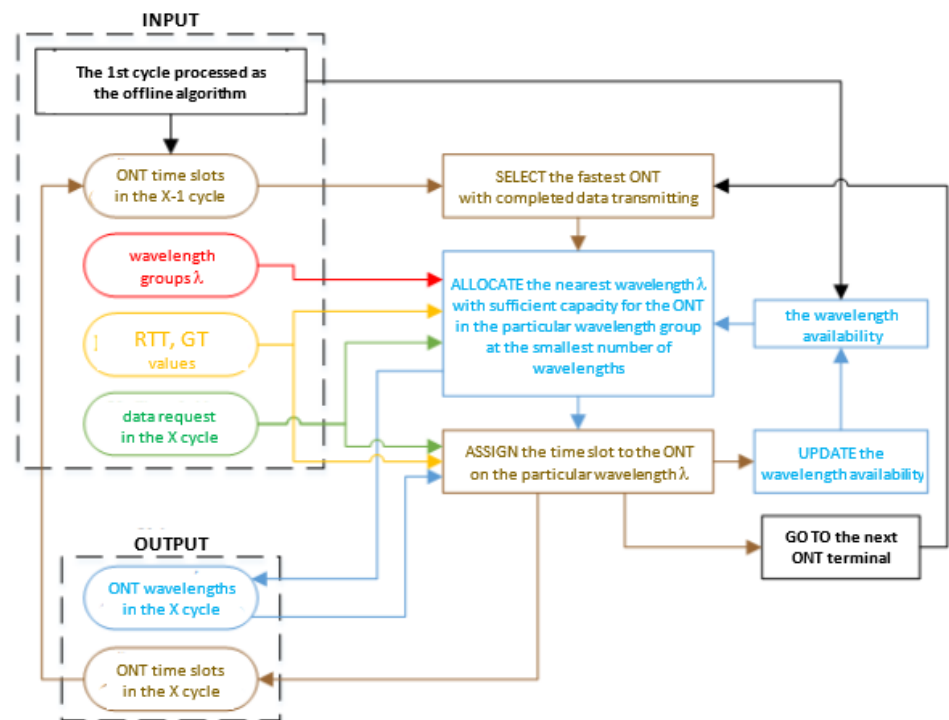 INPUT
The 1st cycle processed as
the offline algorithm
ONT time slots
in the X-1 cycle
SELECT the fastest ONT
with completed data transmitting
wavelength
groups λ
ALLOCATE the nearest wavelength λ
with sufficient capacity for the ONT
in the particular wavelength group
at the smallest number of
wavelengths
the wavelength
availability
RTT, GT
values
data request
in the X cycle
ASSIGN the time slot to the ONT
on the particular wavelength λ
UPDATE the
wavelength availability
GO TO the next
ONT terminal
OUTPUT
ONT wavelengths
in the X cycle
ONT time slots
in the X cycle